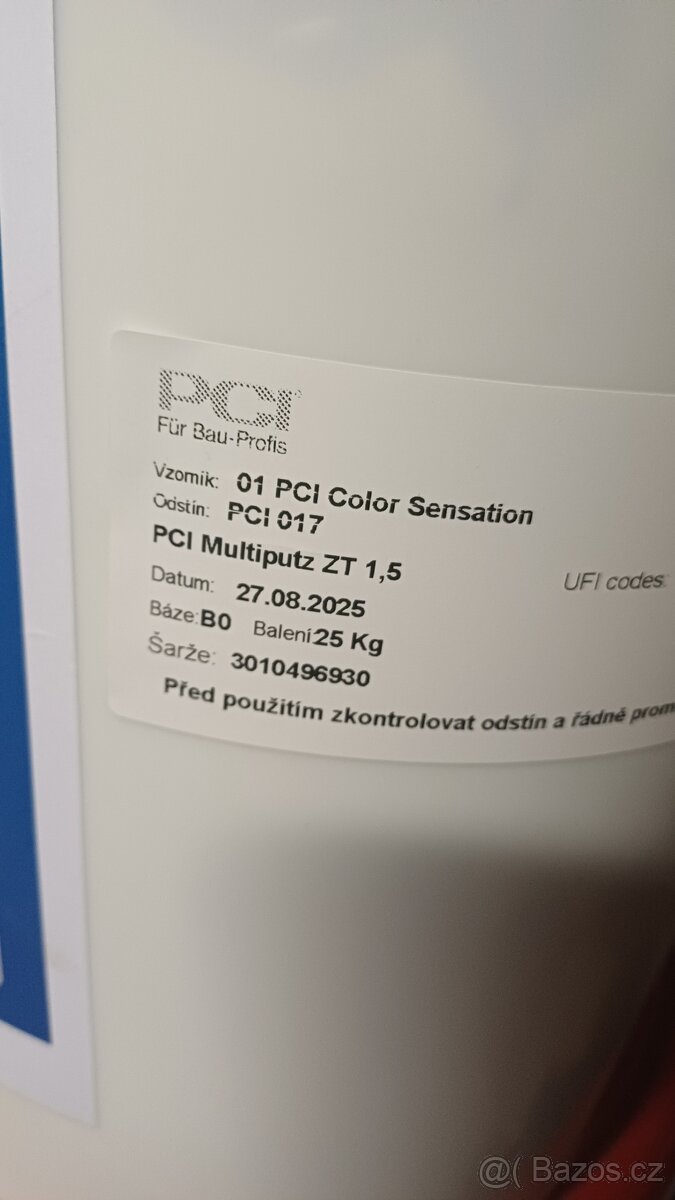 PCI
Für Bau-Profis
Vzorník: 01 PCI Color Sensation
Odstín: PCI 017
PCI Multiputz ZT 1,5
UFI codes:
Datum: 27.08.2025
Báze: B0 Balení: 25 Kg
Šarže: 3010496930
Před použitím zkontrolovat odstín a řádně prom
@( Bazos.cz